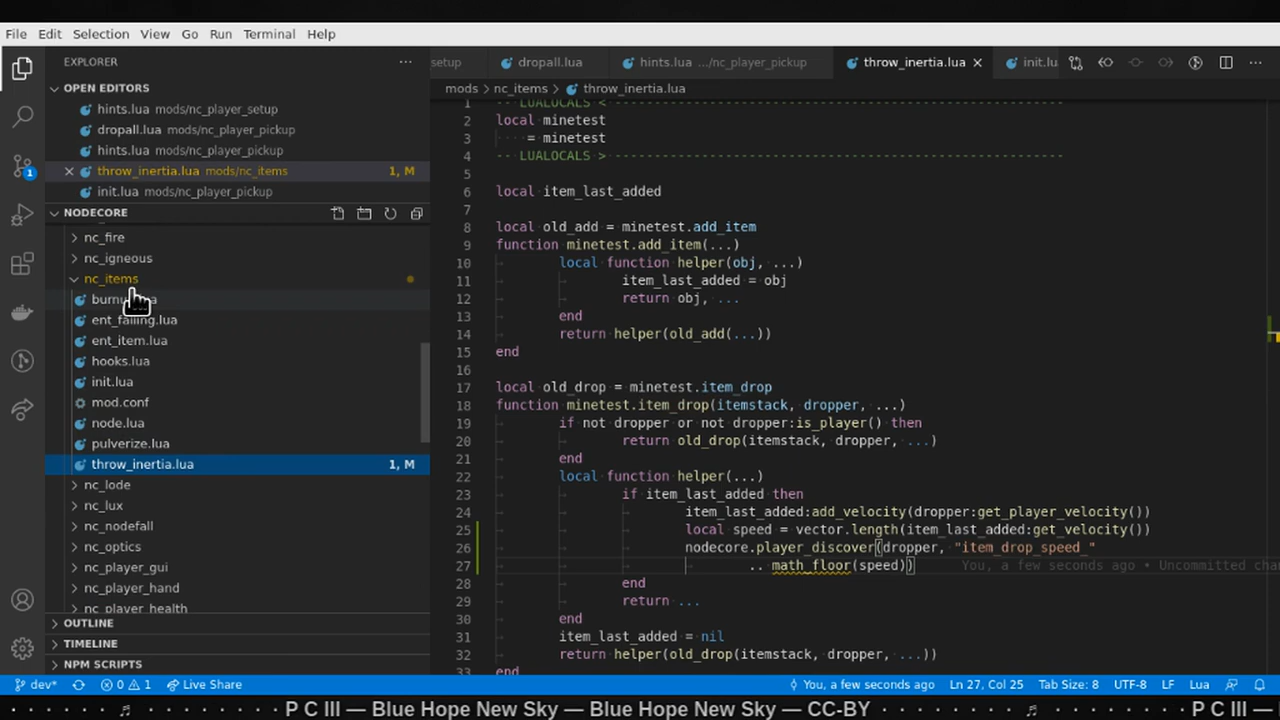 File Edit Selection View Go Run Terminal Help
EXPLORER
OPEN EDITORS
hints.lua mods/nc_player_setup
dropall.lua mods/nc_player_pickup
hints.lua mods/nc_player_pickup
throw_inertia.lua mods/nc_items 1, M
init.lua mods/nc_player_pickup
NODECORE
nc_fire
nc_igneous
nc_items
ent_falling.lua
ent_item.lua
hooks.lua
init.lua
mod.conf
node.lua
pulverize.lua
throw_inertia.lua 1, M
nc_lode
nc_lux
nc_nodefall
nc_optics
nc_player_gui
nc_player_hand
nc_player_health
OUTLINE
TIMELINE
NPM SCRIPTS
1
setup dropall.lua hints.lua .../nc_player_pickup throw_inertia.lua init.lu
mods > nc_items > throw_inertia.lua
1 -- LUALOCALS < ---------------------------------------------------------
2 local minetest
3 = minetest
4 -- LUALOCALS > ---------------------------------------------------------
5
6 local item_last_added
7
8 local old_add = minetest.add_item
9 function minetest.add_item(...)
10 local function helper(obj, ...)
11 item_last_added = obj
12 return obj, ...
13 end
14 return helper(old_add(...))
15 end
16
17 local old_drop = minetest.item_drop
18 function minetest.item_drop(itemstack, dropper, ...)
19 if not dropper or not dropper:is_player() then
20 return old_drop(itemstack, dropper, ...)
21 end
22 local function helper(...)
23 if item_last_added then
24 item_last_added:add_velocity(dropper:get_player_velocity())
25 local speed = vector.length(item_last_added:get_velocity())
26 nodecore.player_discover(dropper, "item_drop_speed_"
27 .. math_floor(speed)) You, a few seconds ago • Uncommitted cha
28 end
29 return ...
30 end
31 item_last_added = nil
32 return helper(old_drop(itemstack, dropper, ...))
33 end
dev* 0 1 Live Share You, a few seconds ago Ln 27, Col 25 Tab Size: 8 UTF-8 LF Lua
P C III — Blue Hope New Sky — Blue Hope New Sky — CC-BY P C III —